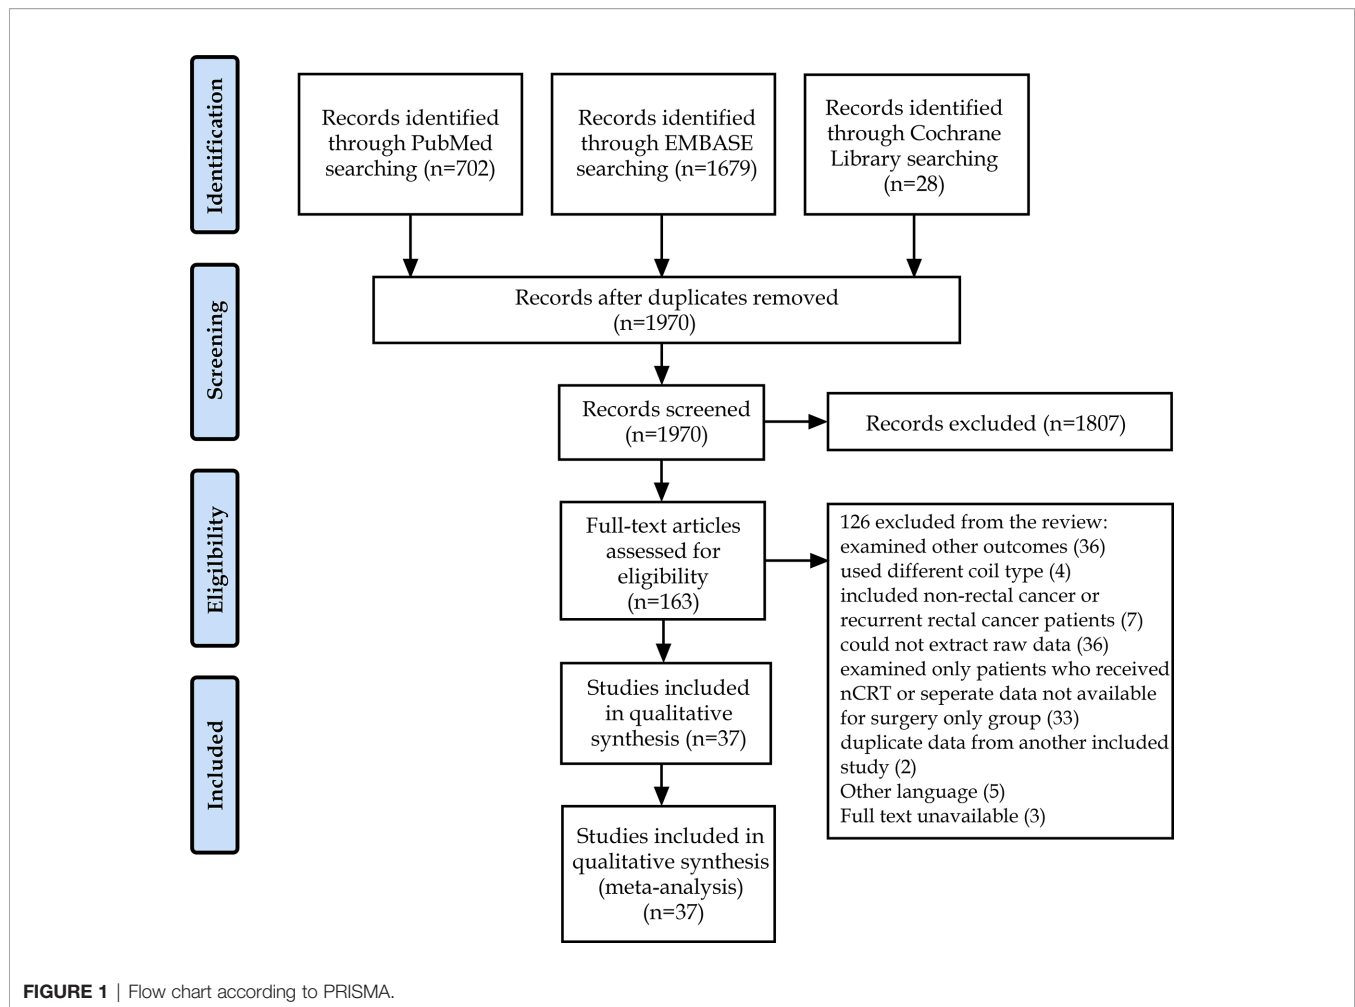 Identification
Records identified
through PubMed
searching (n=702)
Records identified
through EMBASE
searching (n=1679)
Records identified
through Cochrane
Library searching
(n=28)
Screening
Records after duplicates removed
(n=1970)
Records screened
(n=1970)
Records excluded (n=1807)
Eligilbility
Full-text articles
assessed for
eligibility
(n=163)
126 excluded from the review:
examined other outcomes (36)
used different coil type (4)
included non-rectal cancer or
recurrent rectal cancer patients (7)
could not extract raw data (36)
examined only patients who received
nCRT or seperate data not available
for surgery only group (33)
duplicate data from another included
study (2)
Other language (5)
Full text unavailable (3)
Included
Studies included
in qualitative
synthesis (n=37)
Studies included in
qualitative synthesis
(meta-analysis)
(n=37)
FIGURE 1 | Flow chart according to PRISMA.